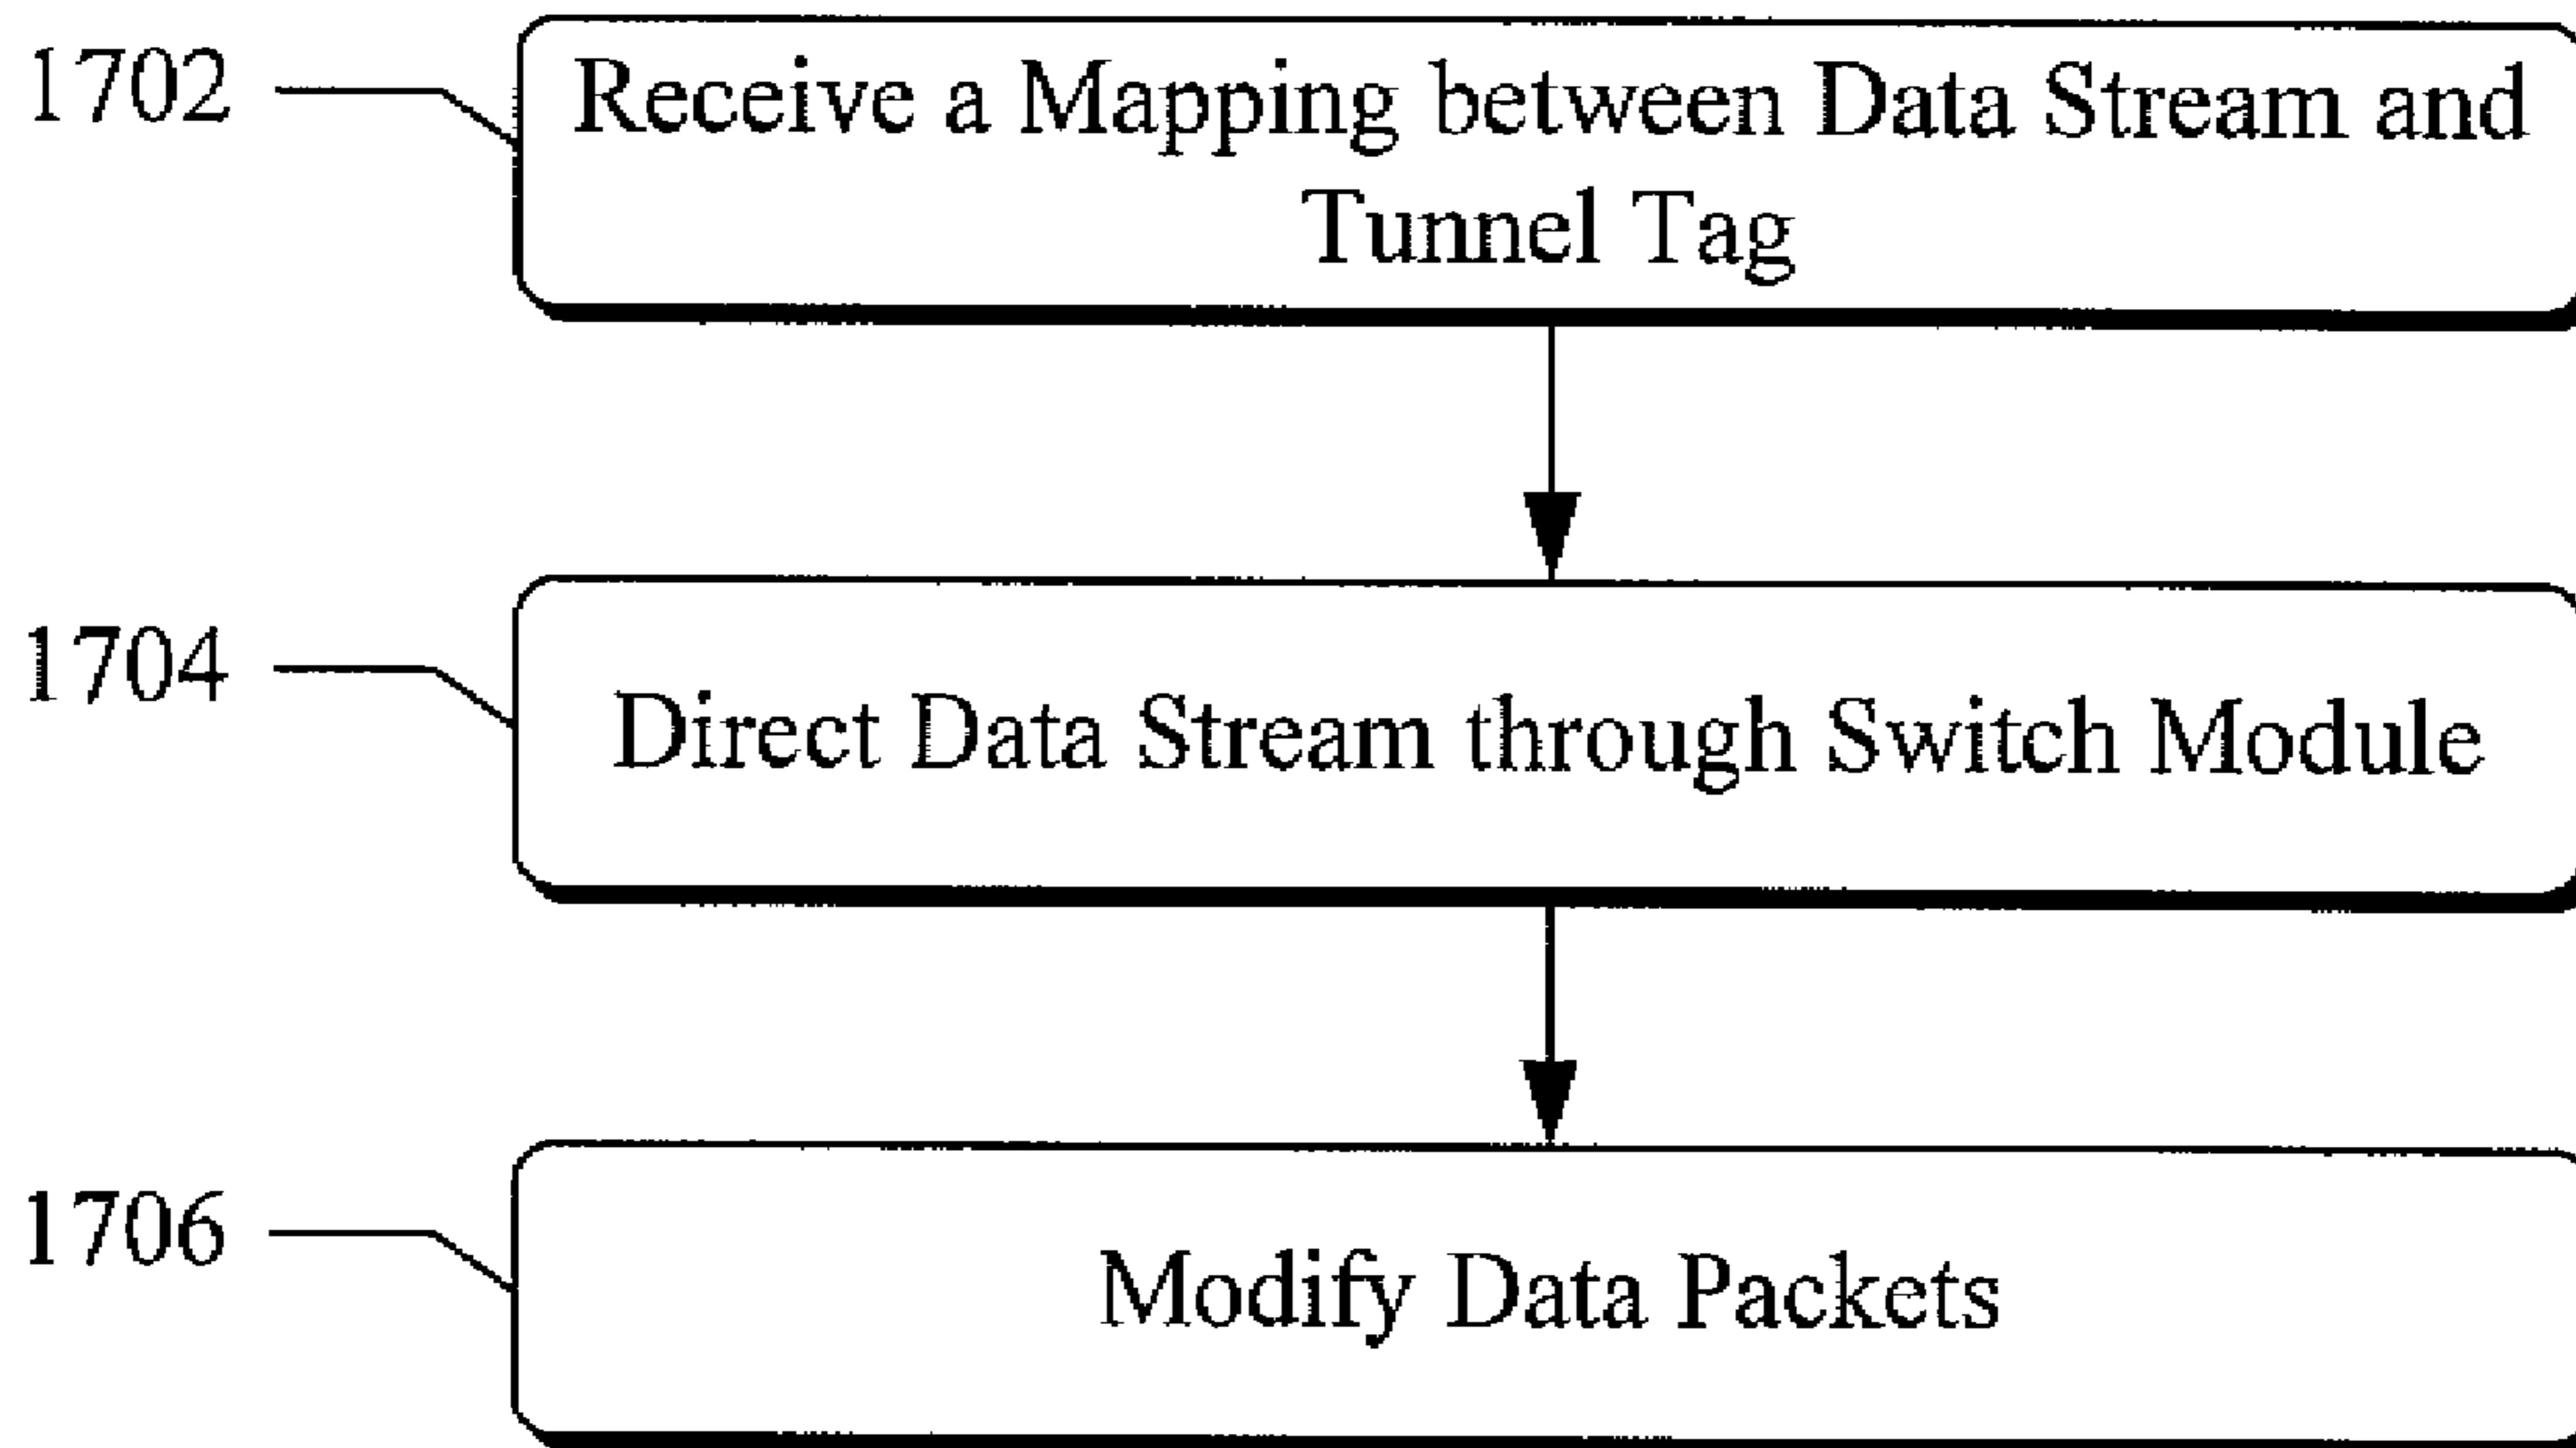 1702
Receive a Mapping between Data Stream and
Tunnel Tag
1704
Direct Data Stream through Switch Module
1706
Modify Data Packets